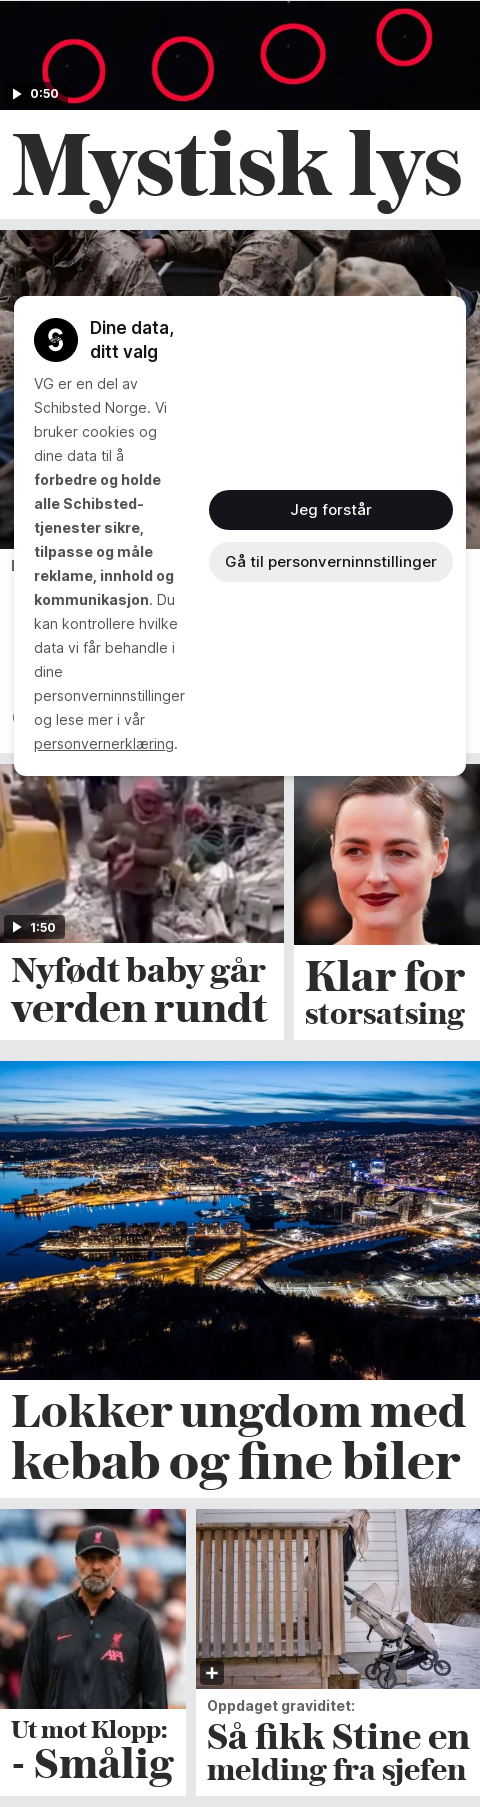 0:50
Mystisk lys
Dine data,
ditt valg
VG er en del av
Schibsted Norge. Vi
bruker cookies og
dine data til å
forbedre og holde
alle Schibsted-
tjenester sikre,
tilpasse og måle
reklame, innhold og
kommunikasjon. Du
kan kontrollere hvilke
data vi får behandle i
dine
personverninnstillinger
og lese mer i vår
personvernerklæring.
Jeg forstår
Gå til personverninnstillinger
1:50
Nyfødt baby går
verden rundt
Klar for
storsatsing
Lokker ungdom med
kebab og fine biler
AXA
Ut mot Klopp:
- Smålig
Oppdaget graviditet:
Så fikk Stine en
melding fra sjefen